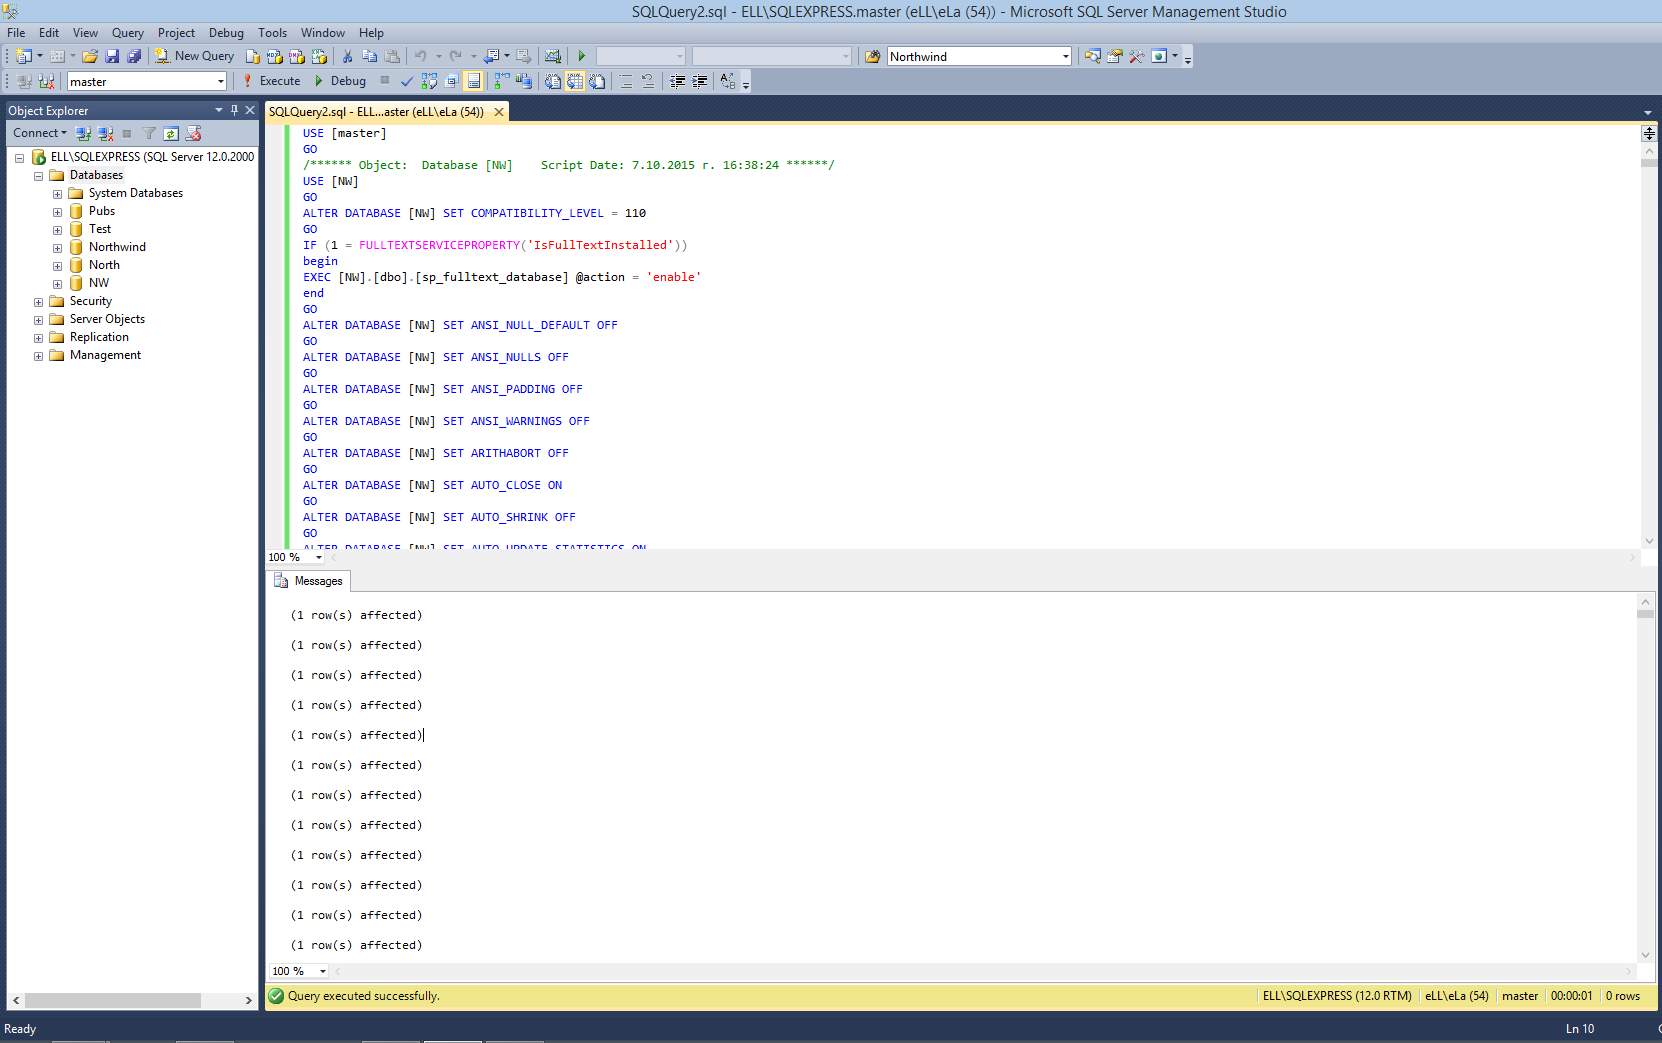 SQLQuery2.sql - ELL\SQLEXPRESS.master (eLL\eLa (54)) - Microsoft SQL Server Management Studio
File Edit View Query Project Debug Tools Window Help
New Query Northwind
master Execute Debug
Object Explorer
Connect
ELL\SQLEXPRESS (SQL Server 12.0.2000
Databases
System Databases
Pubs
Test
Northwind
North
NW
Security
Server Objects
Replication
Management
SQLQuery2.sql - ELL...aster (eLL\eLa (54))
USE [master]
GO
/****** Object:  Database [NW]    Script Date: 7.10.2015 г. 16:38:24 ******/
USE [NW]
GO
ALTER DATABASE [NW] SET COMPATIBILITY_LEVEL = 110
GO
IF (1 = FULLTEXTSERVICEPROPERTY('IsFullTextInstalled'))
begin
EXEC [NW].[dbo].[sp_fulltext_database] @action = 'enable'
end
GO
ALTER DATABASE [NW] SET ANSI_NULL_DEFAULT OFF
GO
ALTER DATABASE [NW] SET ANSI_NULLS OFF
GO
ALTER DATABASE [NW] SET ANSI_PADDING OFF
GO
ALTER DATABASE [NW] SET ANSI_WARNINGS OFF
GO
ALTER DATABASE [NW] SET ARITHABORT OFF
GO
ALTER DATABASE [NW] SET AUTO_CLOSE ON
GO
ALTER DATABASE [NW] SET AUTO_SHRINK OFF
GO
ALTER DATABASE [NW] SET AUTO_UPDATE_STATISTICS ON
100 %
Messages
(1 row(s) affected)
(1 row(s) affected)
(1 row(s) affected)
(1 row(s) affected)
(1 row(s) affected)
(1 row(s) affected)
(1 row(s) affected)
(1 row(s) affected)
(1 row(s) affected)
(1 row(s) affected)
(1 row(s) affected)
(1 row(s) affected)
100 %
Query executed successfully. ELL\SQLEXPRESS (12.0 RTM) eLL\eLa (54) master 00:00:01 0 rows
Ready Ln 10